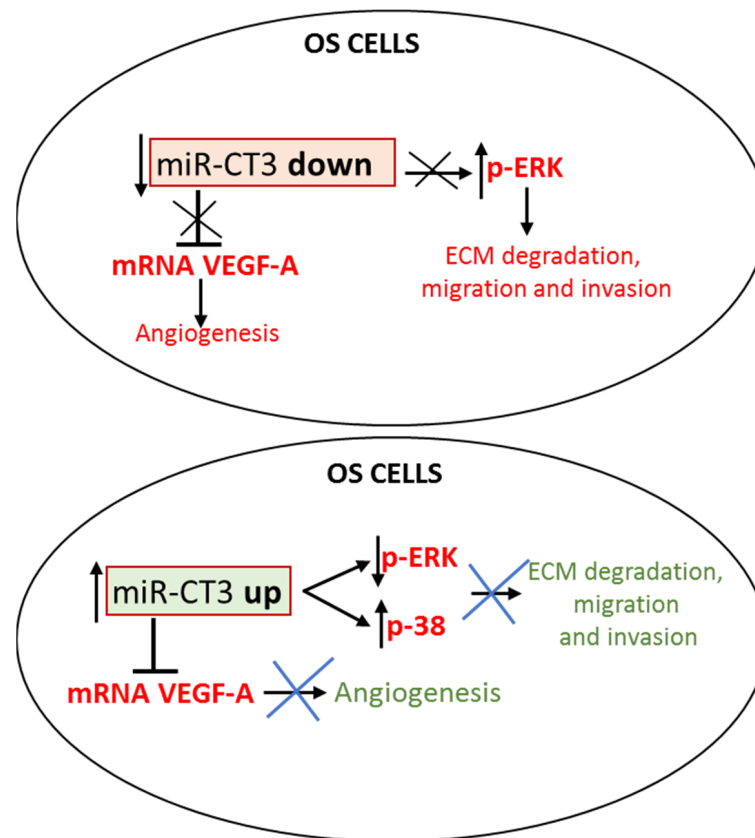 OS CELLS
miR-CT3 down
p-ERK
mRNA VEGF-A
ECM degradation,
migration and invasion
Angiogenesis
OS CELLS
p-ERK
miR-CT3 up
p-38
ECM degradation,
migration
and invasion
mRNA VEGF-A
Angiogenesis